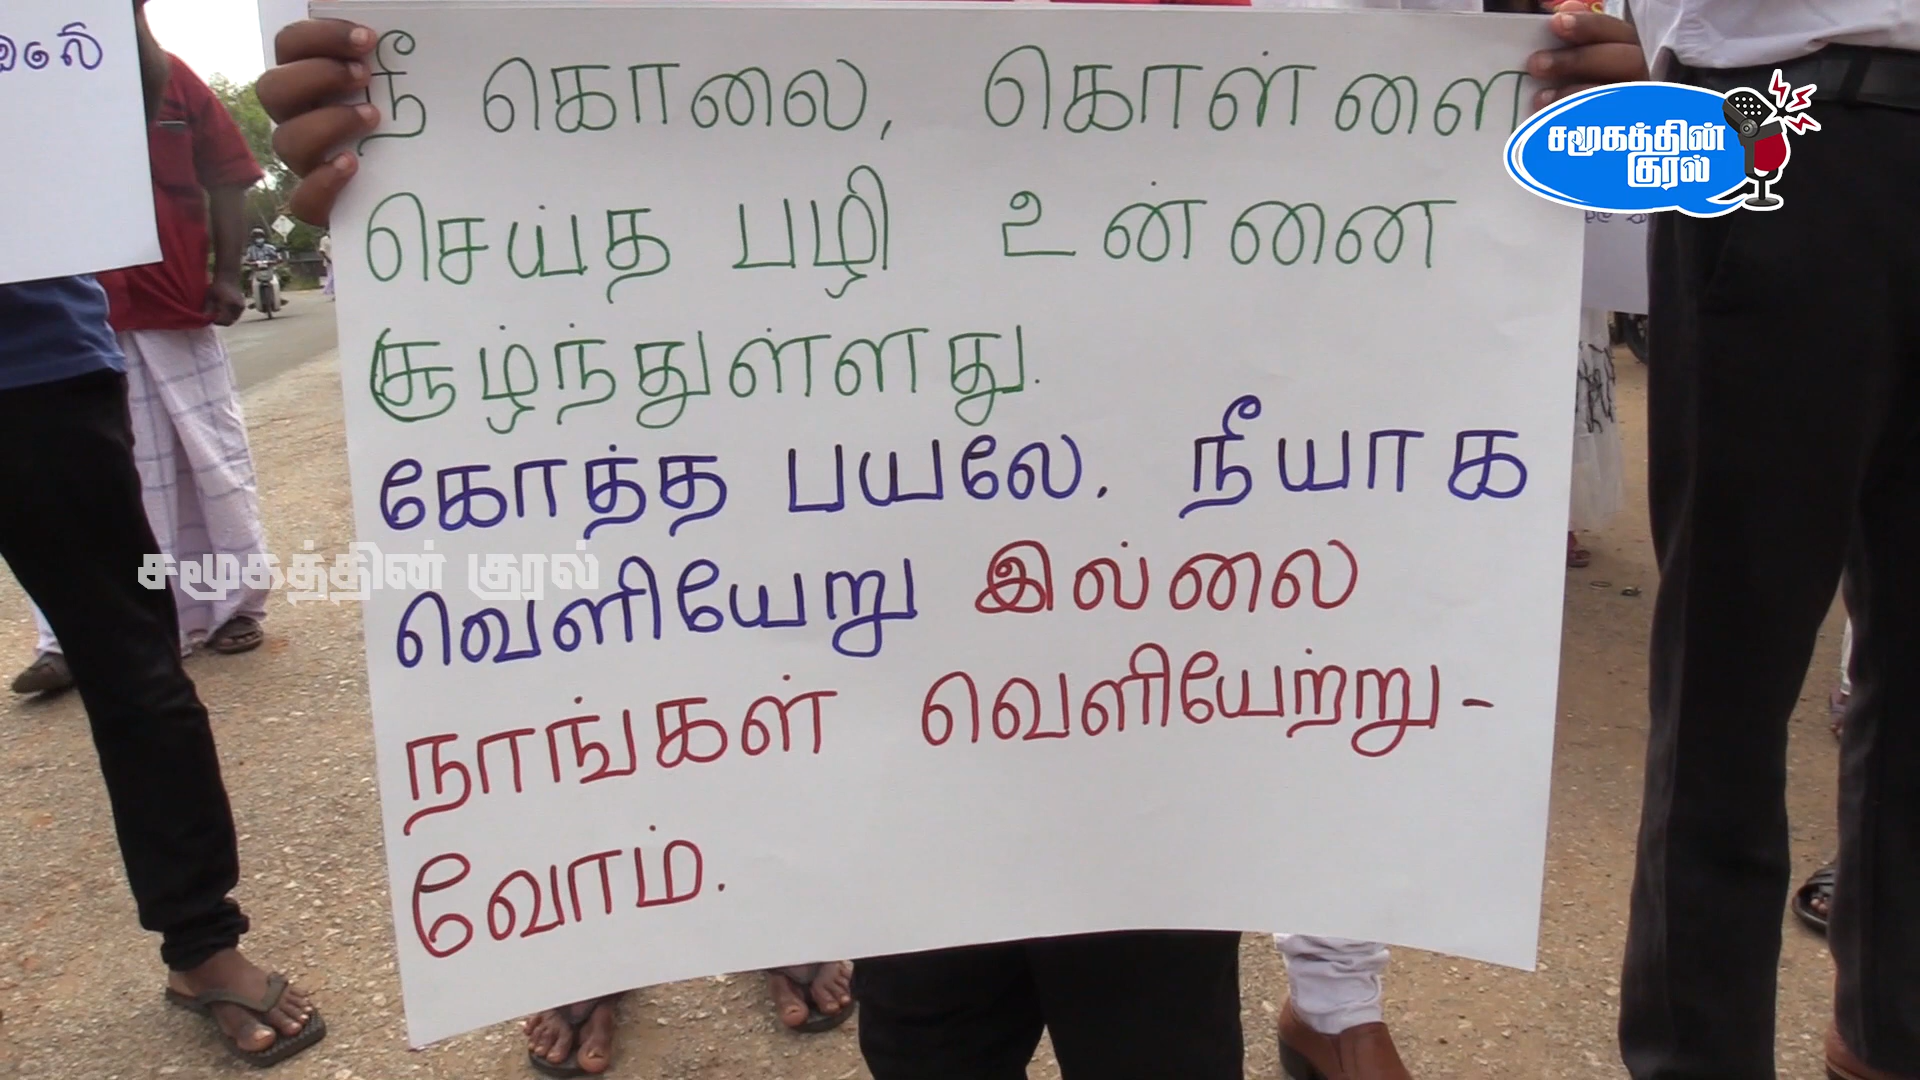 நீ கொலை, கொள்ளை
செய்த பழி உன்னை
சூழ்ந்துள்ளது.
கோத்த பயலே. நீயாக
வெளியேறு இல்லை
நாங்கள் வெளியேற்று-
வோம்.
சமூகத்தின்
குரல்
சமூகத்தின் குரல்